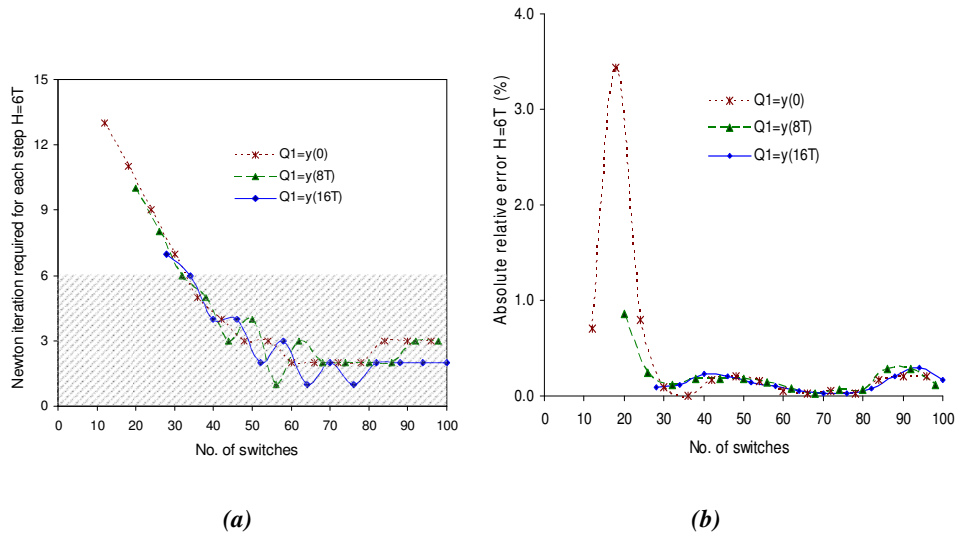 Newton iteration required for each step H=6T
15
12
9
6
3
0
0 10 20 30 40 50 60 70 80 90 100
No. of switches
Q1=y(0)
Q1=y(8T)
Q1=y(16T)
(a)
Absolute relative error H=6T (%)
4.0
3.0
2.0
1.0
0.0
0 10 20 30 40 50 60 70 80 90 100
No. of switches
Q1=y(0)
Q1=y(8T)
Q1=y(16T)
(b)